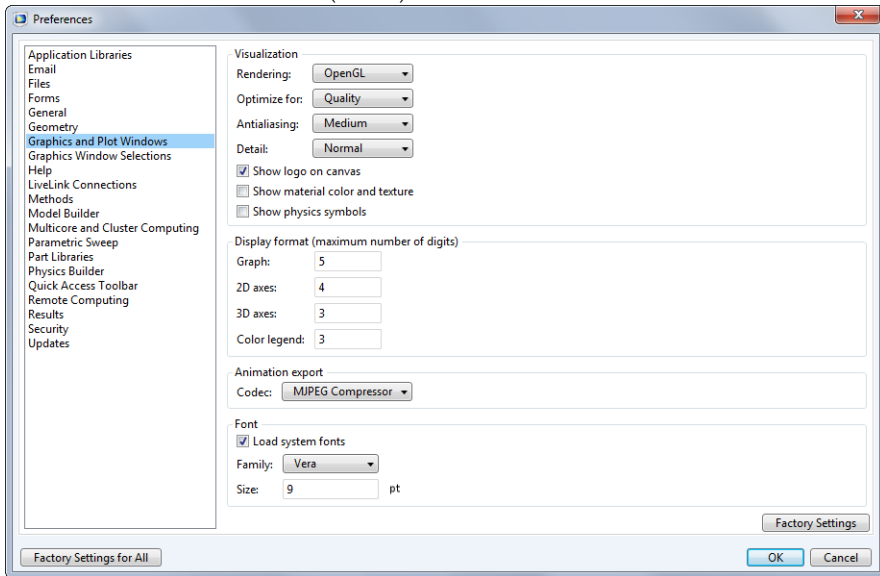 Preferences
Application Libraries
Email
Files
Forms
General
Geometry
Graphics and Plot Windows
Graphics Window Selections
Help
LiveLink Connections
Methods
Model Builder
Multicore and Cluster Computing
Parametric Sweep
Part Libraries
Physics Builder
Quick Access Toolbar
Remote Computing
Results
Security
Updates
Visualization
Rendering: OpenGL
Optimize for: Quality
Antialiasing: Medium
Detail: Normal
Show logo on canvas
Show material color and texture
Show physics symbols
Display format (maximum number of digits)
Graph: 5
2D axes: 4
3D axes: 3
Color legend: 3
Animation export
Codec: MJPEG Compressor
Font
Load system fonts
Family: Vera
Size: 9 pt
Factory Settings
Factory Settings for All OK Cancel